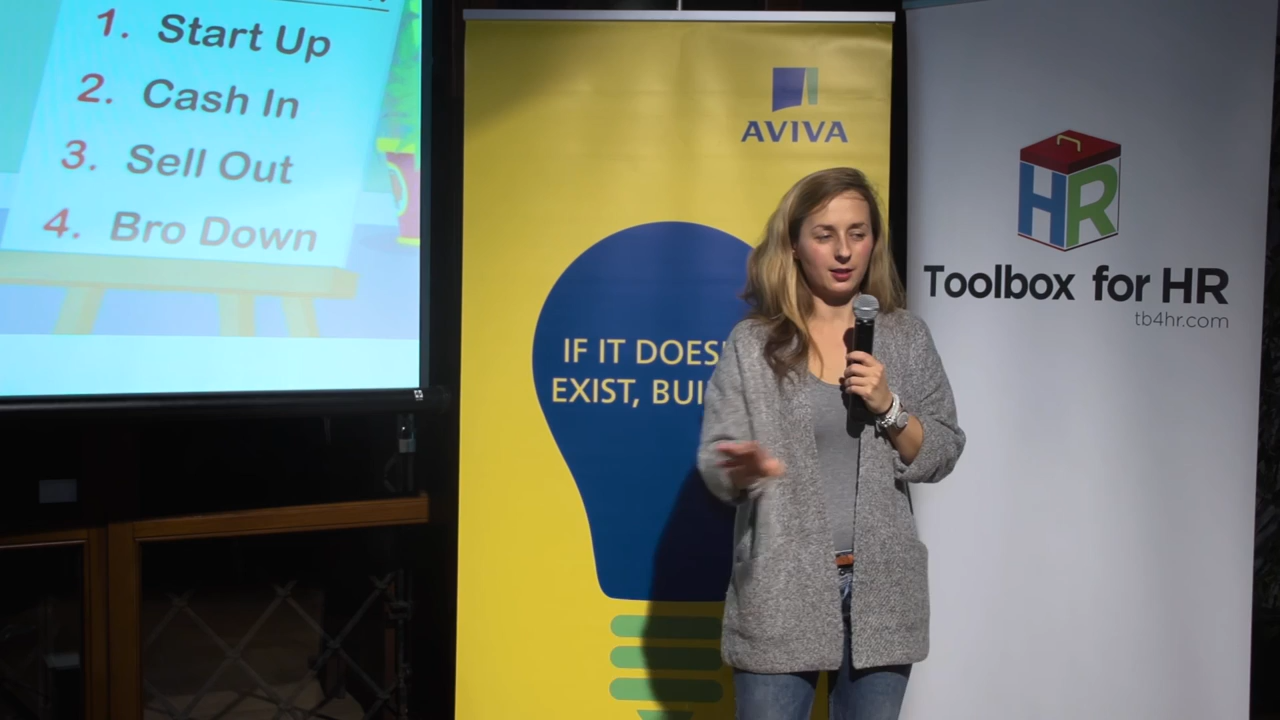 1. Start Up
2. Cash In
3. Sell Out
4. Bro Down
AVIVA
IF IT DOES
EXIST, BUI
HR
Toolbox for HR
tb4hr.com